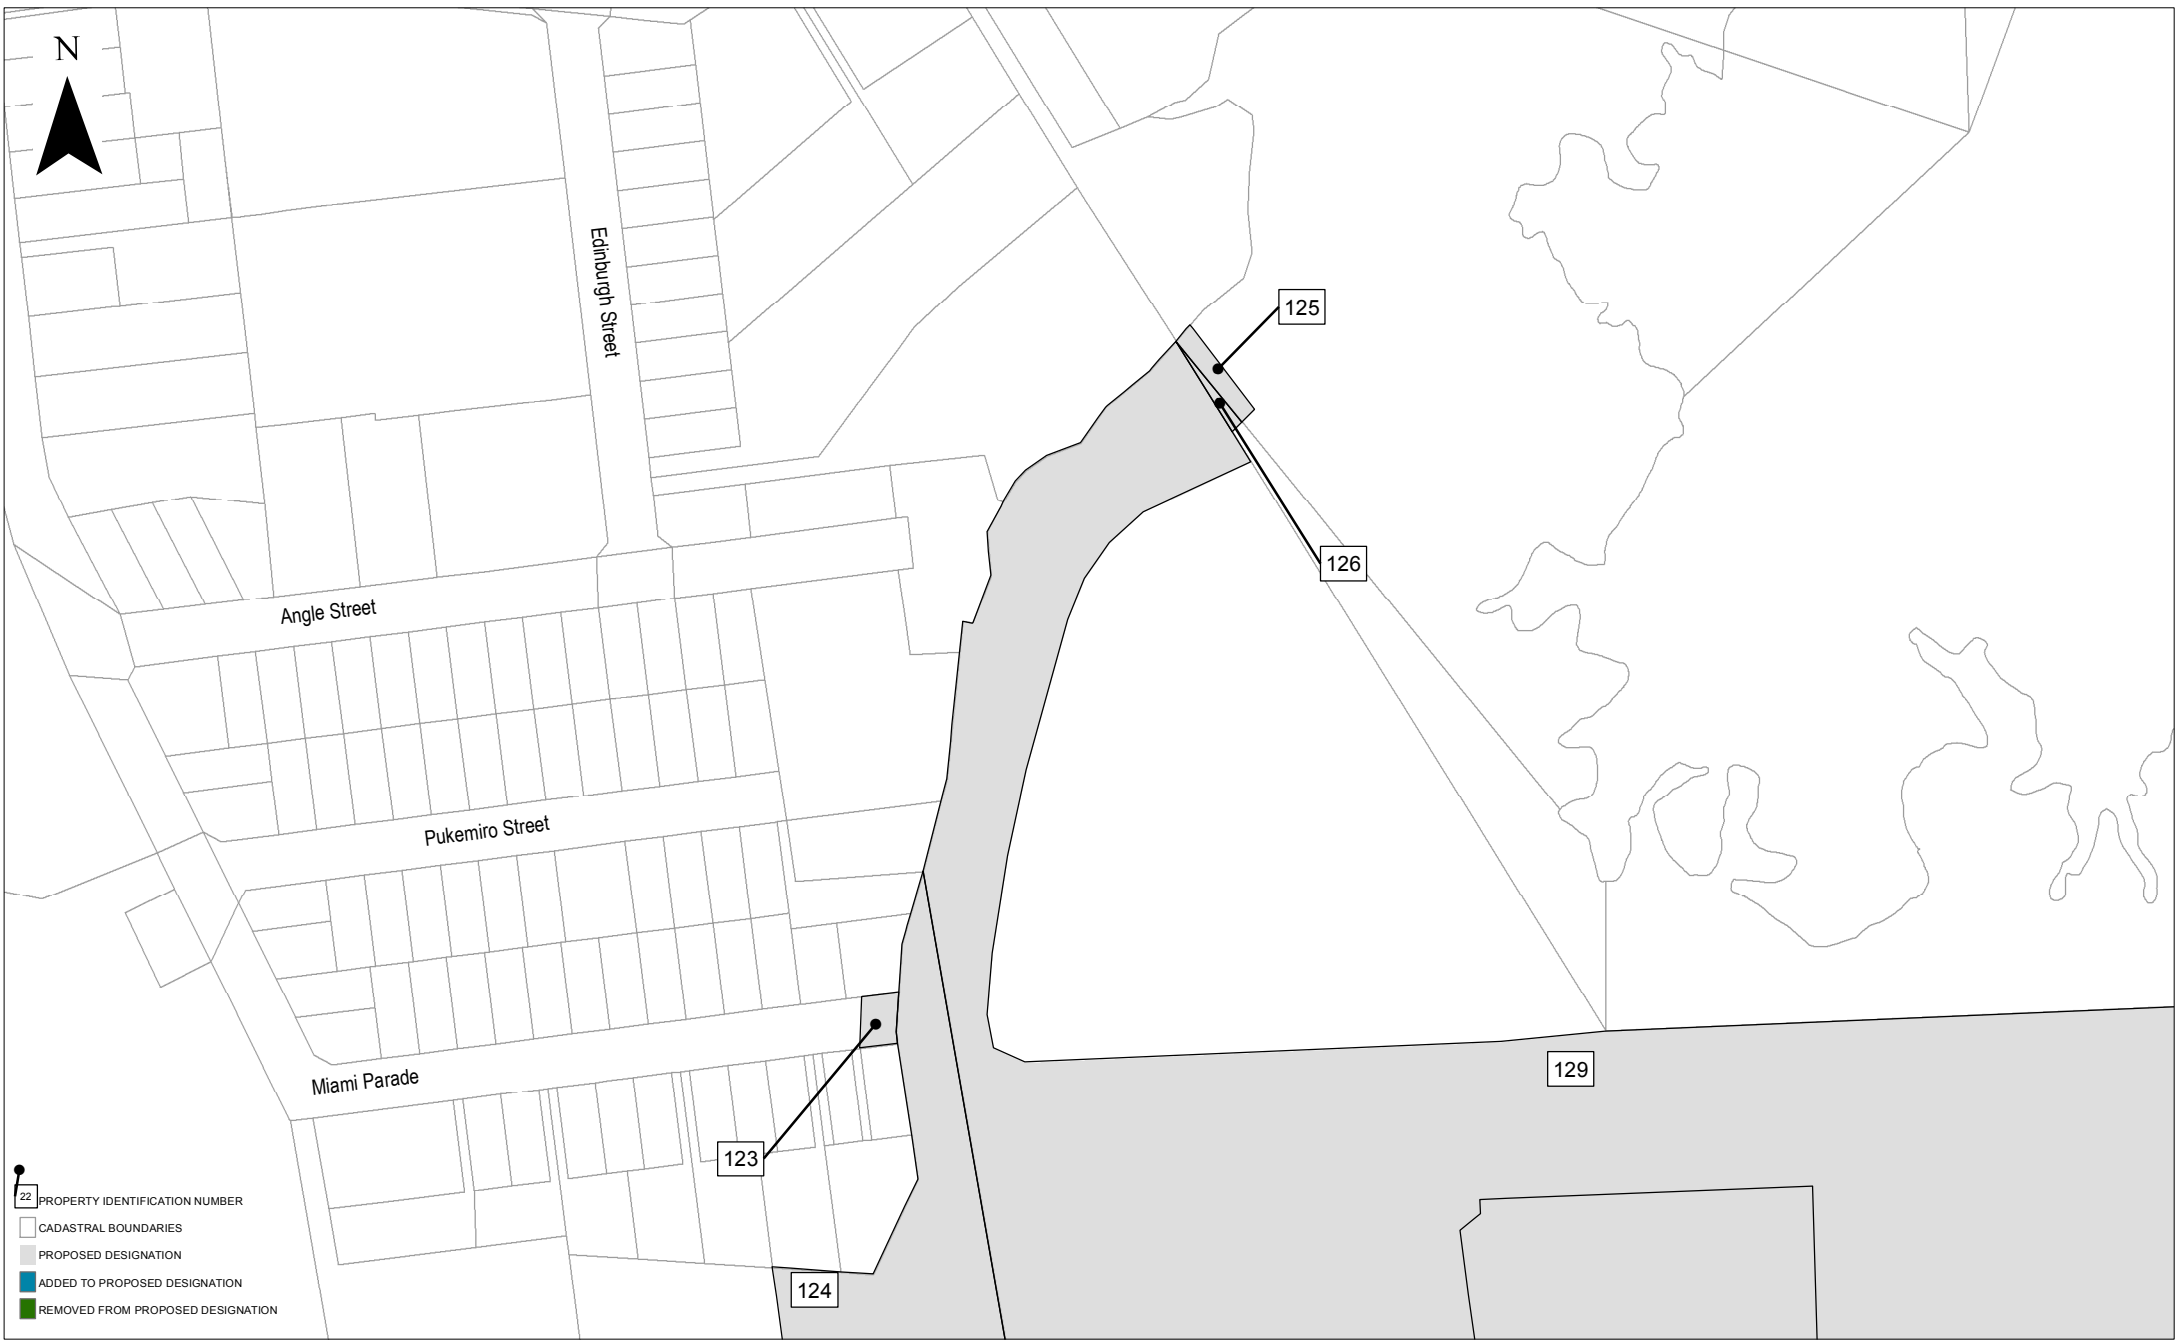 N
Edinburgh Street
125
126
Angle Street
Pukemiro Street
Miami Parade
129
123
124
22 PROPERTY IDENTIFICATION NUMBER
CADASTRAL BOUNDARIES
PROPOSED DESIGNATION
ADDED TO PROPOSED DESIGNATION
REMOVED FROM PROPOSED DESIGNATION